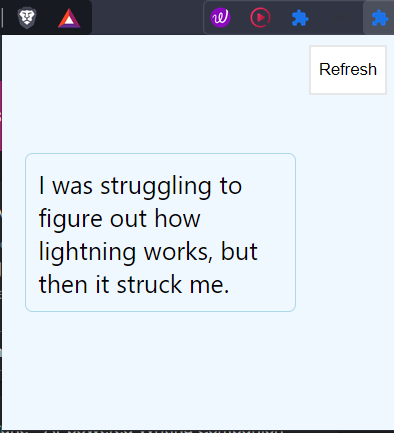 Refresh
I was struggling to
figure out how
lightning works, but
then it struck me.